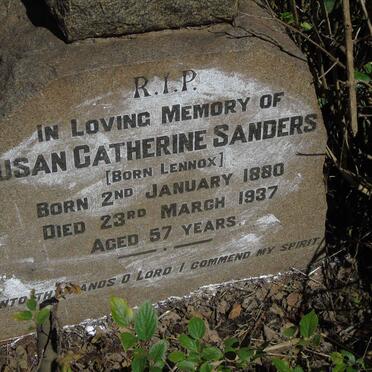 R.I.P.
IN LOVING MEMORY OF
USAN CATHERINE SANDERS
[BORN LENNOX]
BORN 2ND JANUARY 1880
DIED 23RD MARCH 1937
AGED 57 YEARS
NTO HANDS O LORD I COMMEND MY SPIRIT